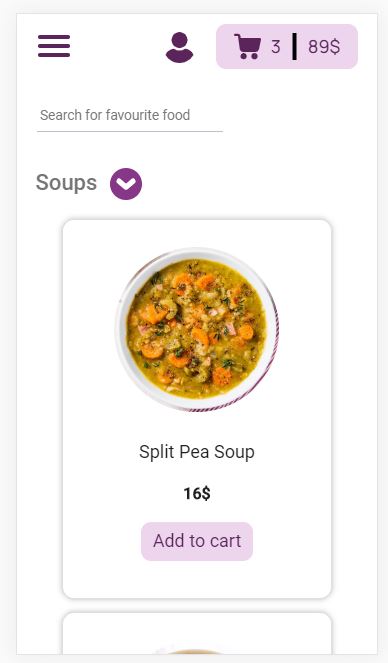 3 89$
Search for favourite food
Soups
Split Pea Soup
16$
Add to cart